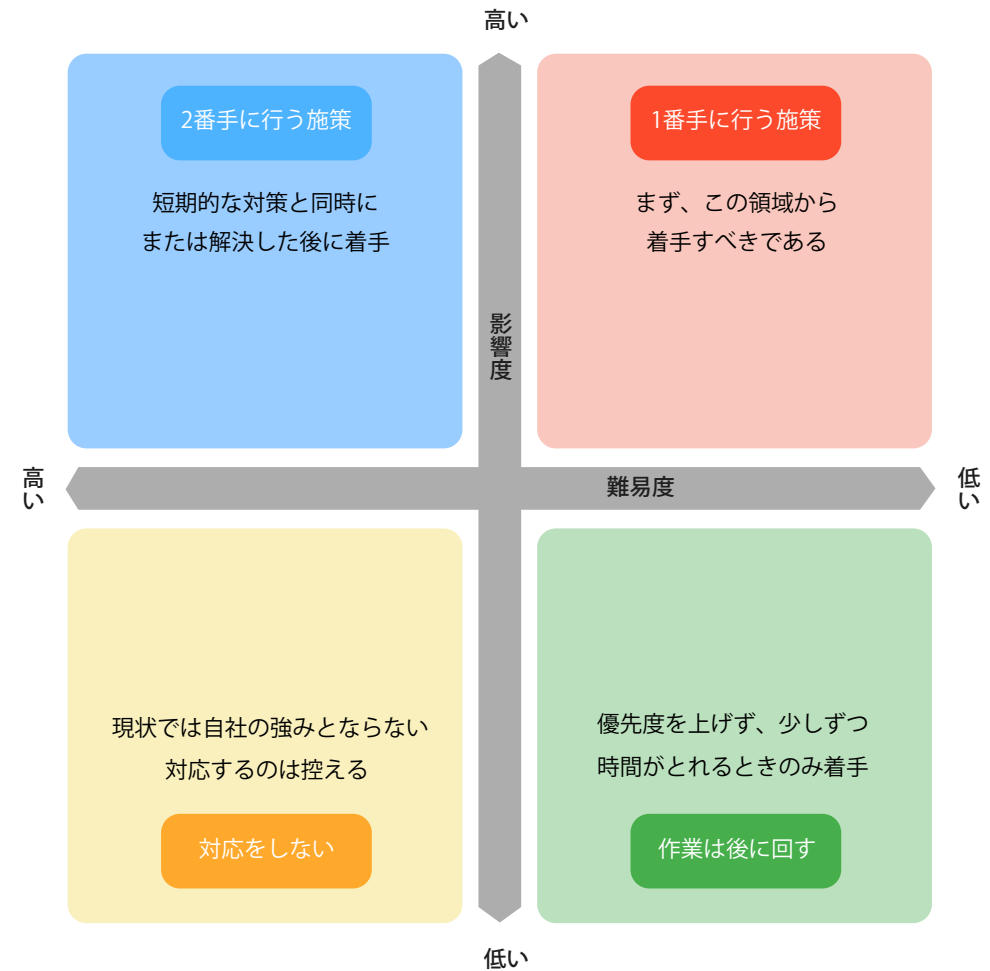 高い
2番手に行う施策
短期的な対策と同時に
または解決した後に着手
1番手に行う施策
まず、この領域から
着手すべきである
影響度
高い
難易度
低い
現状では自社の強みとならない
対応するのは控える
対応をしない
優先度を上げず、少しずつ
時間がとれるときのみ着手
作業は後に回す
低い